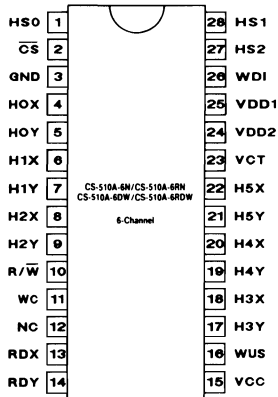 HS0 1 28 HS1
C̅S̅ 2 27 HS2
GND 3 26 WDI
HOX 4 25 VDD1
HOY 5 24 VDD2
H1X 6 23 VCT
H1Y 7 CS-510A-6N/CS-510A-6RN 22 H5X
CS-510A-6DW/CS-510A-6RDW
H2X 8 6-Channel 21 H5Y
H2Y 9 20 H4X
R/W̅ 10 19 H4Y
WC 11 18 H3X
NC 12 17 H3Y
RDX 13 16 WUS
RDY 14 15 VCC